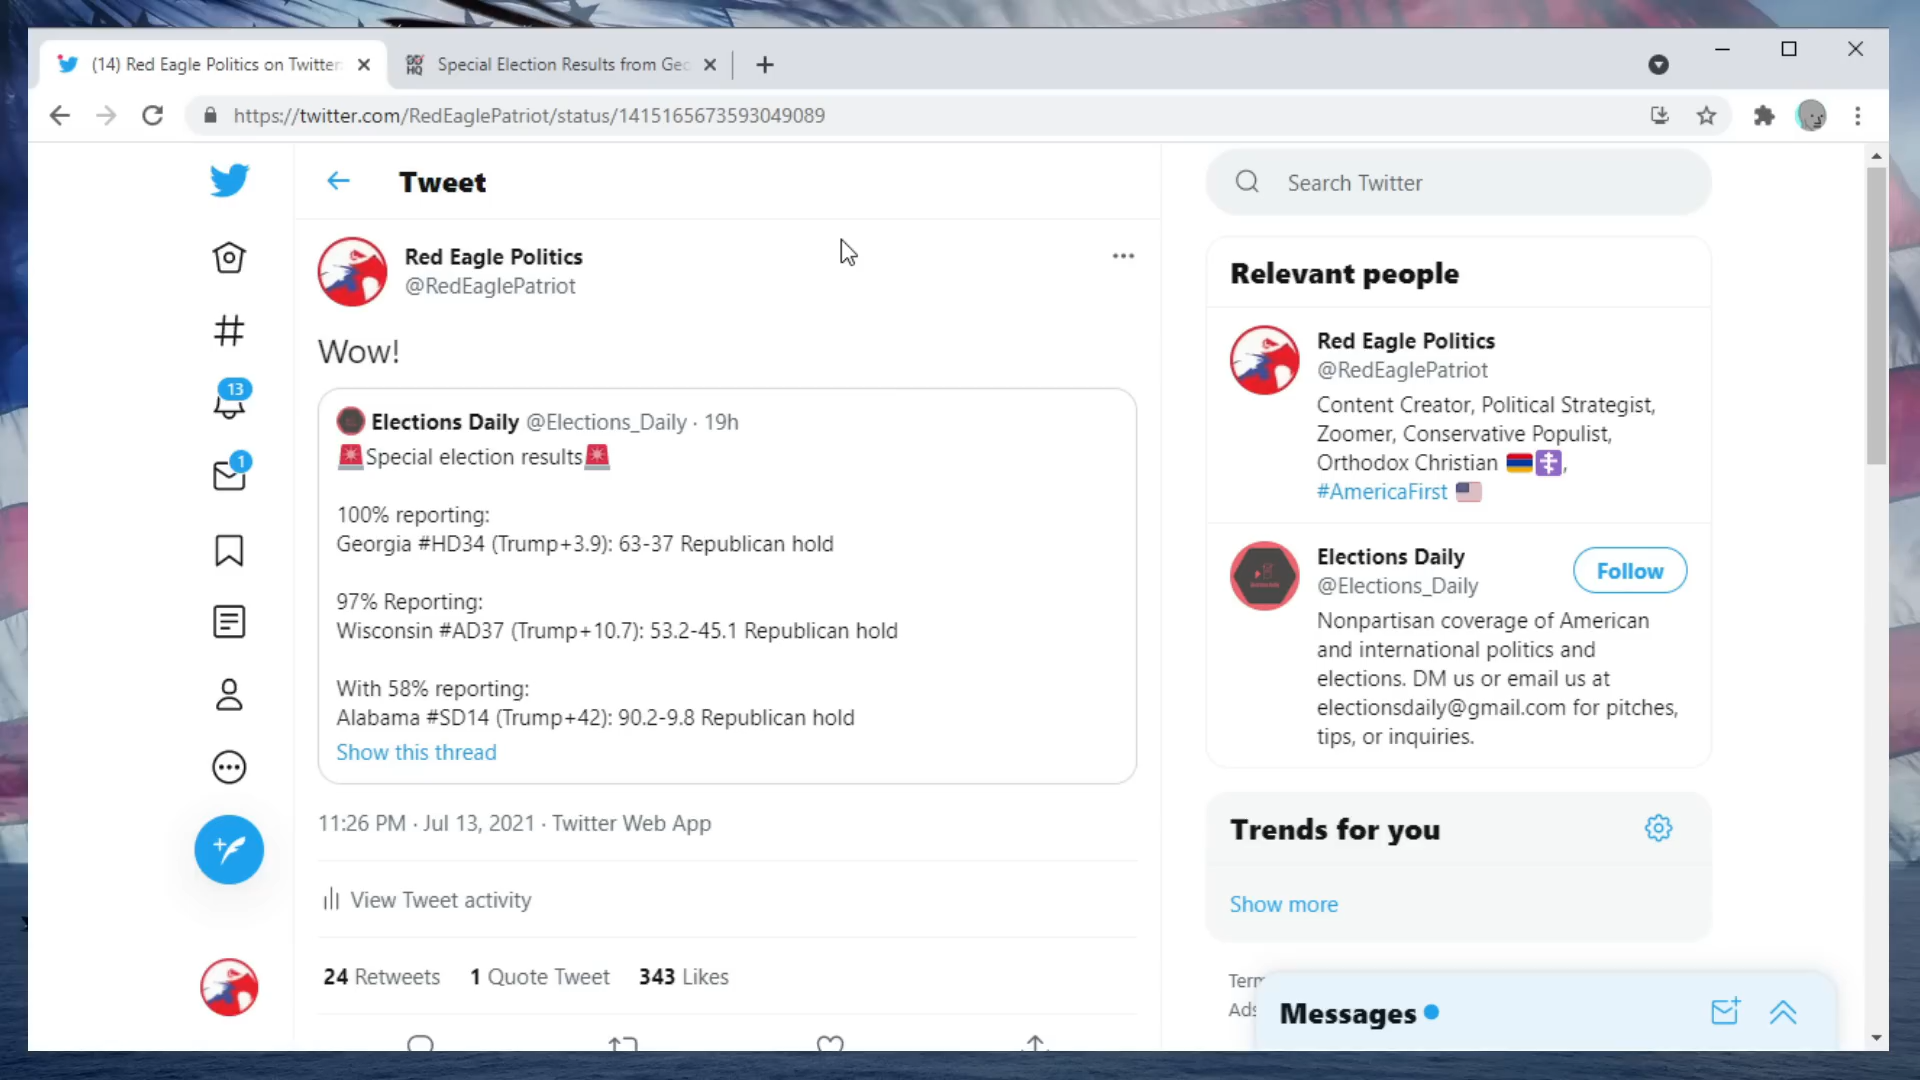 (14) Red Eagle Politics on Twitter
DD HQ
Special Election Results from Geo
https://twitter.com/RedEaglePatriot/status/1415165673593049089
Tweet
Search Twitter
Red Eagle Politics
@RedEaglePatriot
Wow!
Elections Daily @Elections_Daily · 19h
🚨Special election results🚨
100% reporting:
Georgia #HD34 (Trump+3.9): 63-37 Republican hold
97% Reporting:
Wisconsin #AD37 (Trump+10.7): 53.2-45.1 Republican hold
With 58% reporting:
Alabama #SD14 (Trump+42): 90.2-9.8 Republican hold
Show this thread
11:26 PM · Jul 13, 2021 · Twitter Web App
View Tweet activity
24 Retweets 1 Quote Tweet 343 Likes
13
1
Relevant people
Red Eagle Politics
@RedEaglePatriot
Content Creator, Political Strategist,
Zoomer, Conservative Populist,
Orthodox Christian 🇦🇲☦️,
#AmericaFirst 🇺🇸
Elections Daily
@Elections_Daily
Follow
Nonpartisan coverage of American
and international politics and
elections. DM us or email us at
electionsdaily@gmail.com for pitches,
tips, or inquiries.
Trends for you
Show more
Term
Ads
Messages